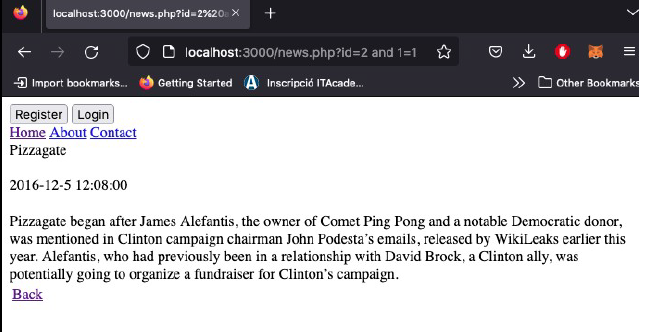 localhost:3000/news.php?id=2%20
localhost:3000/news.php?id=2 and 1=1
Import bookmarks... Getting Started Inscripció ITAcade... Other Bookmarks
Register Login
Home About Contact
Pizzagate
2016-12-5 12:08:00
Pizzagate began after James Alefantis, the owner of Comet Ping Pong and a notable Democratic donor,
was mentioned in Clinton campaign chairman John Podesta's emails, released by WikiLeaks earlier this
year. Alefantis, who had previously been in a relationship with David Brock, a Clinton ally, was
potentially going to organize a fundraiser for Clinton's campaign.
Back